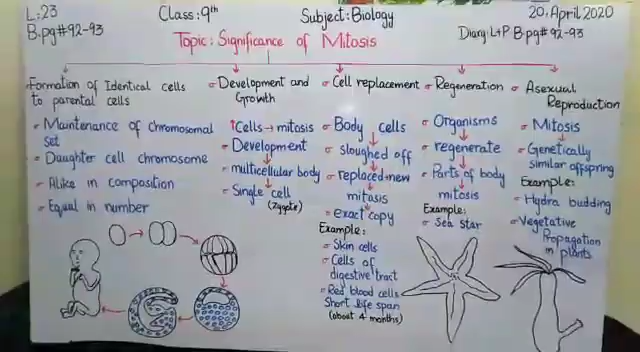 L:23
B.pg#92-93
Class: 9th
Subject: Biology
20, April 2020
Diary: L+P B.pg#92-93
Topic: Significance of Mitosis
Formation of Identical cells
to parental cells
Maintenance of chromosomal
set
Daughter cell chromosome
Alike in composition
Equal in number
Development and
Growth
↑Cells → mitosis
Development
multicellular body
Single cell
(zygote)
Cell replacement
Body cells
sloughed off
replaced-new
mitasis
exact copy
Example:
Skin cells
Cells of
digestive tract
Red blood cells
Short life span
(about 4 months)
Regeneration
Organisms
regenerate
Parts of body
mitosis
Example:
Sea star
Asexual
Reproduction
Mitosis
Genetically
similar offspring
Example:
Hydra budding
Vegetative
Propagation
in plants